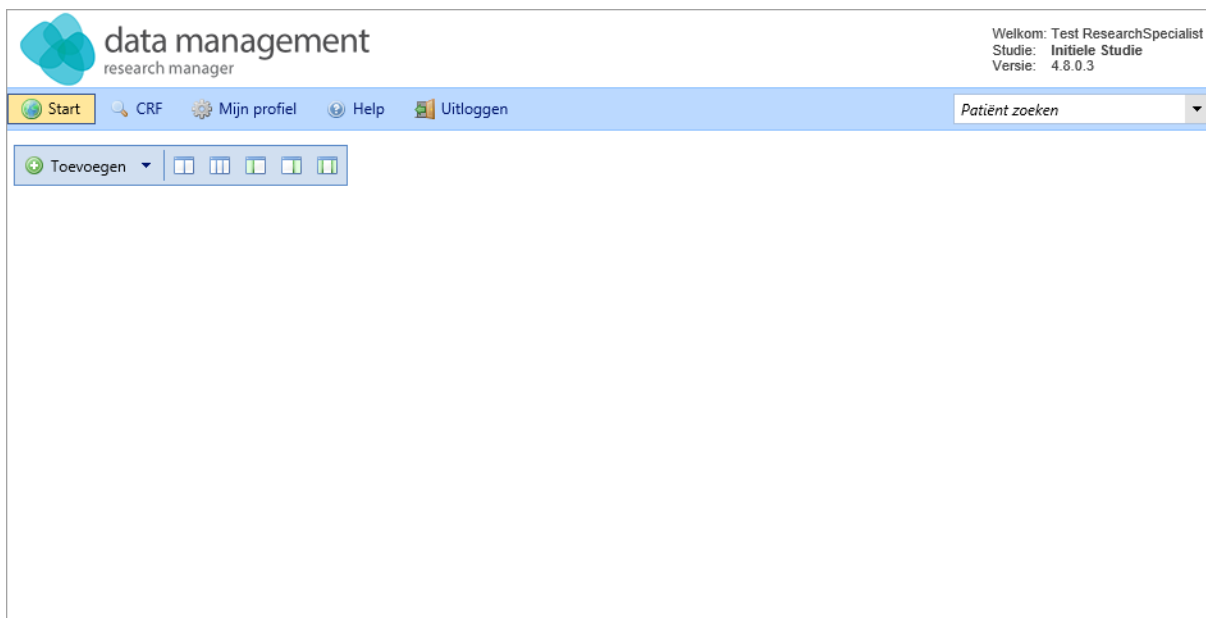 data management
research manager
Welkom: Test ResearchSpecialist
Studie: Initiele Studie
Versie: 4.8.0.3
Start CRF Mijn profiel Help Uitloggen Patiënt zoeken
Toevoegen